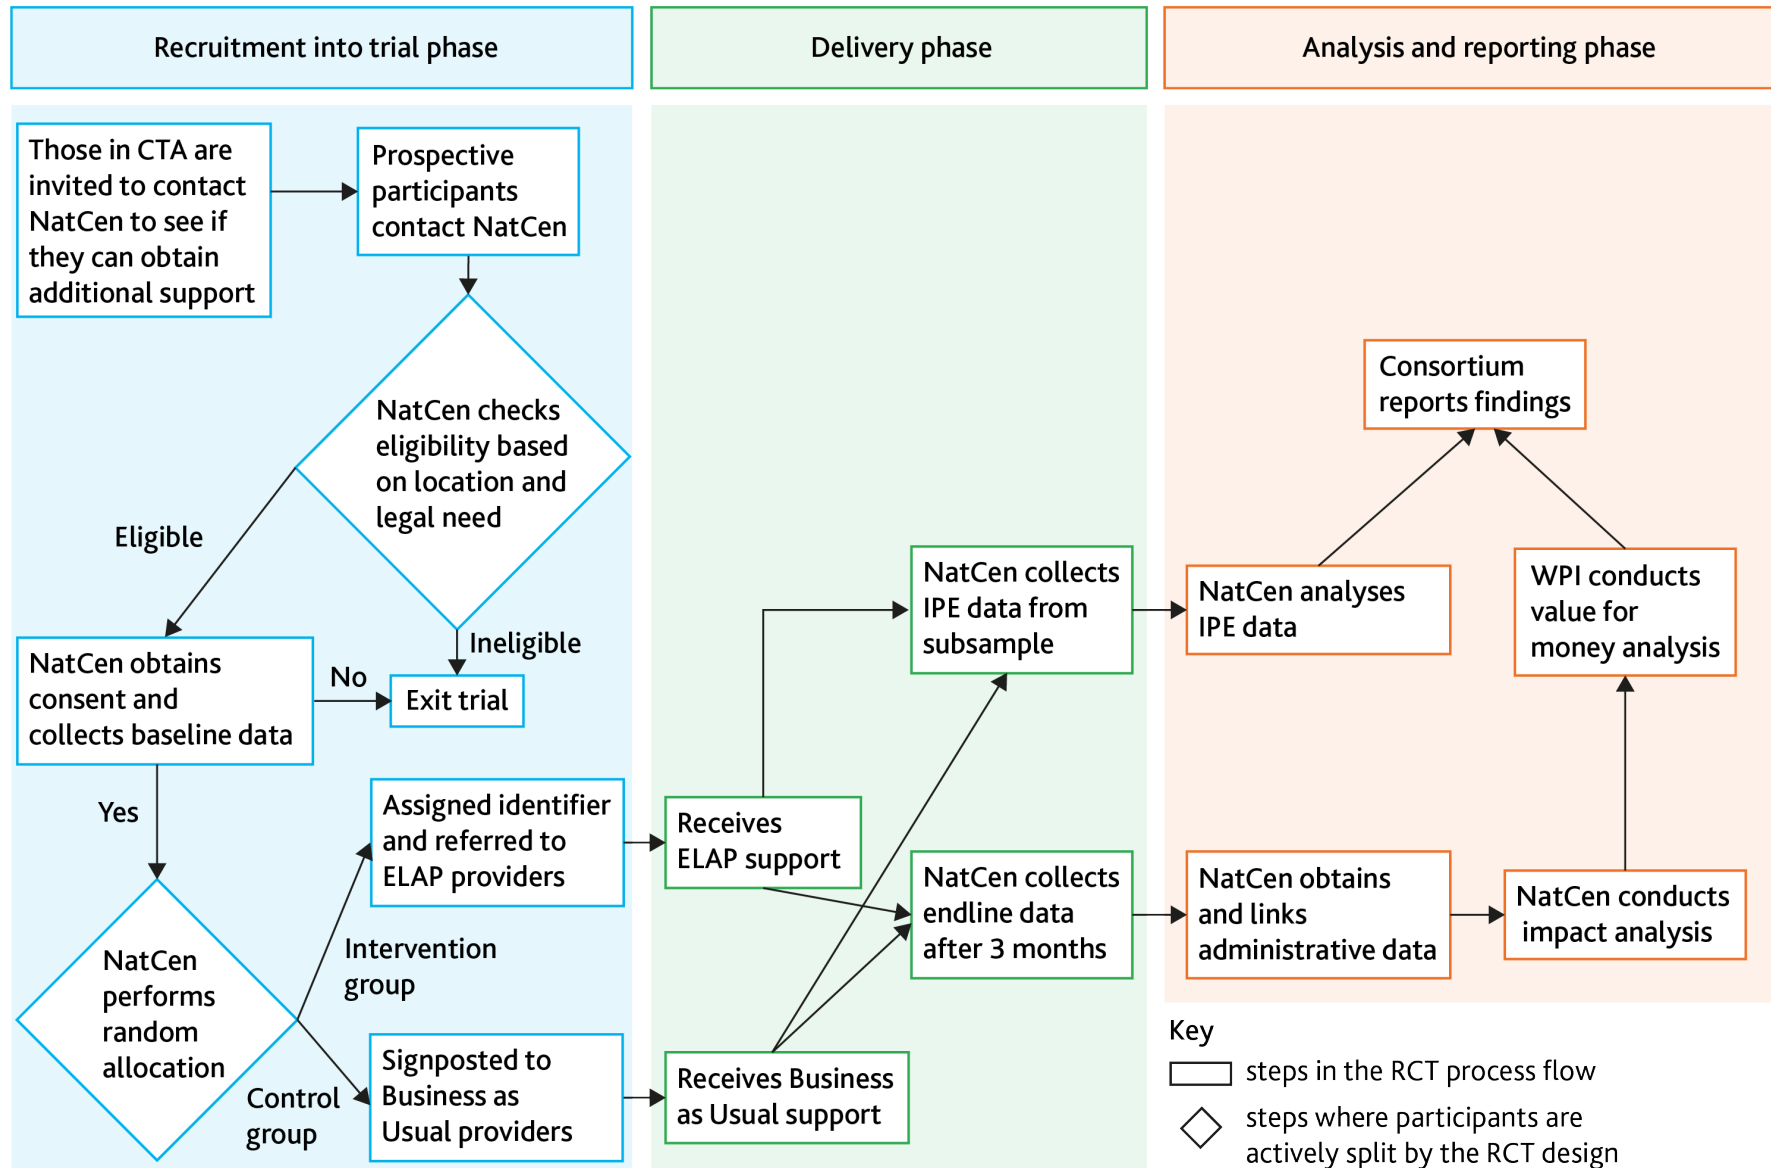 Recruitment into trial phase
Delivery phase
Analysis and reporting phase
Those in CTA are
invited to contact
NatCen to see if
they can obtain
additional support
Prospective
participants
contact NatCen
NatCen checks
eligibility based
on location and
legal need
Eligible
Ineligible
NatCen obtains
consent and
collects baseline data
No
Exit trial
Yes
NatCen
performs
random
allocation
Intervention
group
Control
group
Assigned identifier
and referred to
ELAP providers
Signposted to
Business as
Usual providers
Receives
ELAP support
Receives Business
as Usual support
NatCen collects
IPE data from
subsample
NatCen collects
endline data
after 3 months
NatCen analyses
IPE data
NatCen obtains
and links
administrative data
NatCen conducts
impact analysis
WPI conducts
value for
money analysis
Consortium
reports findings
Key
steps in the RCT process flow
steps where participants are
actively split by the RCT design